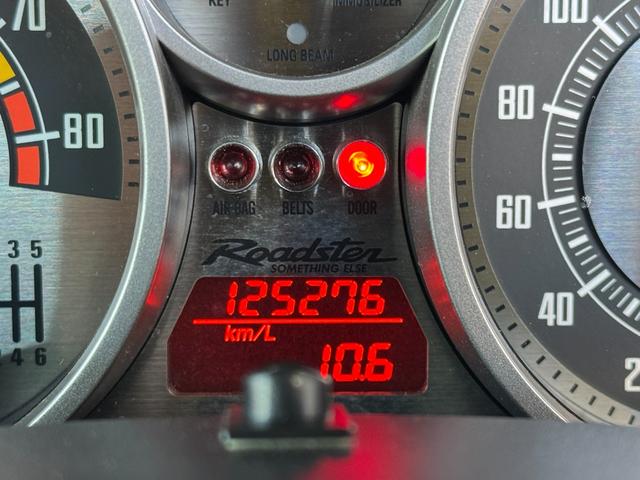 KEY
IMMOBILIZER
LONG BEAM
70
80
3 5
4 6
AIR BAG BELTS DOOR
Roadster
SOMETHING ELSE
125276
km/L
10.6
100
80
60
40